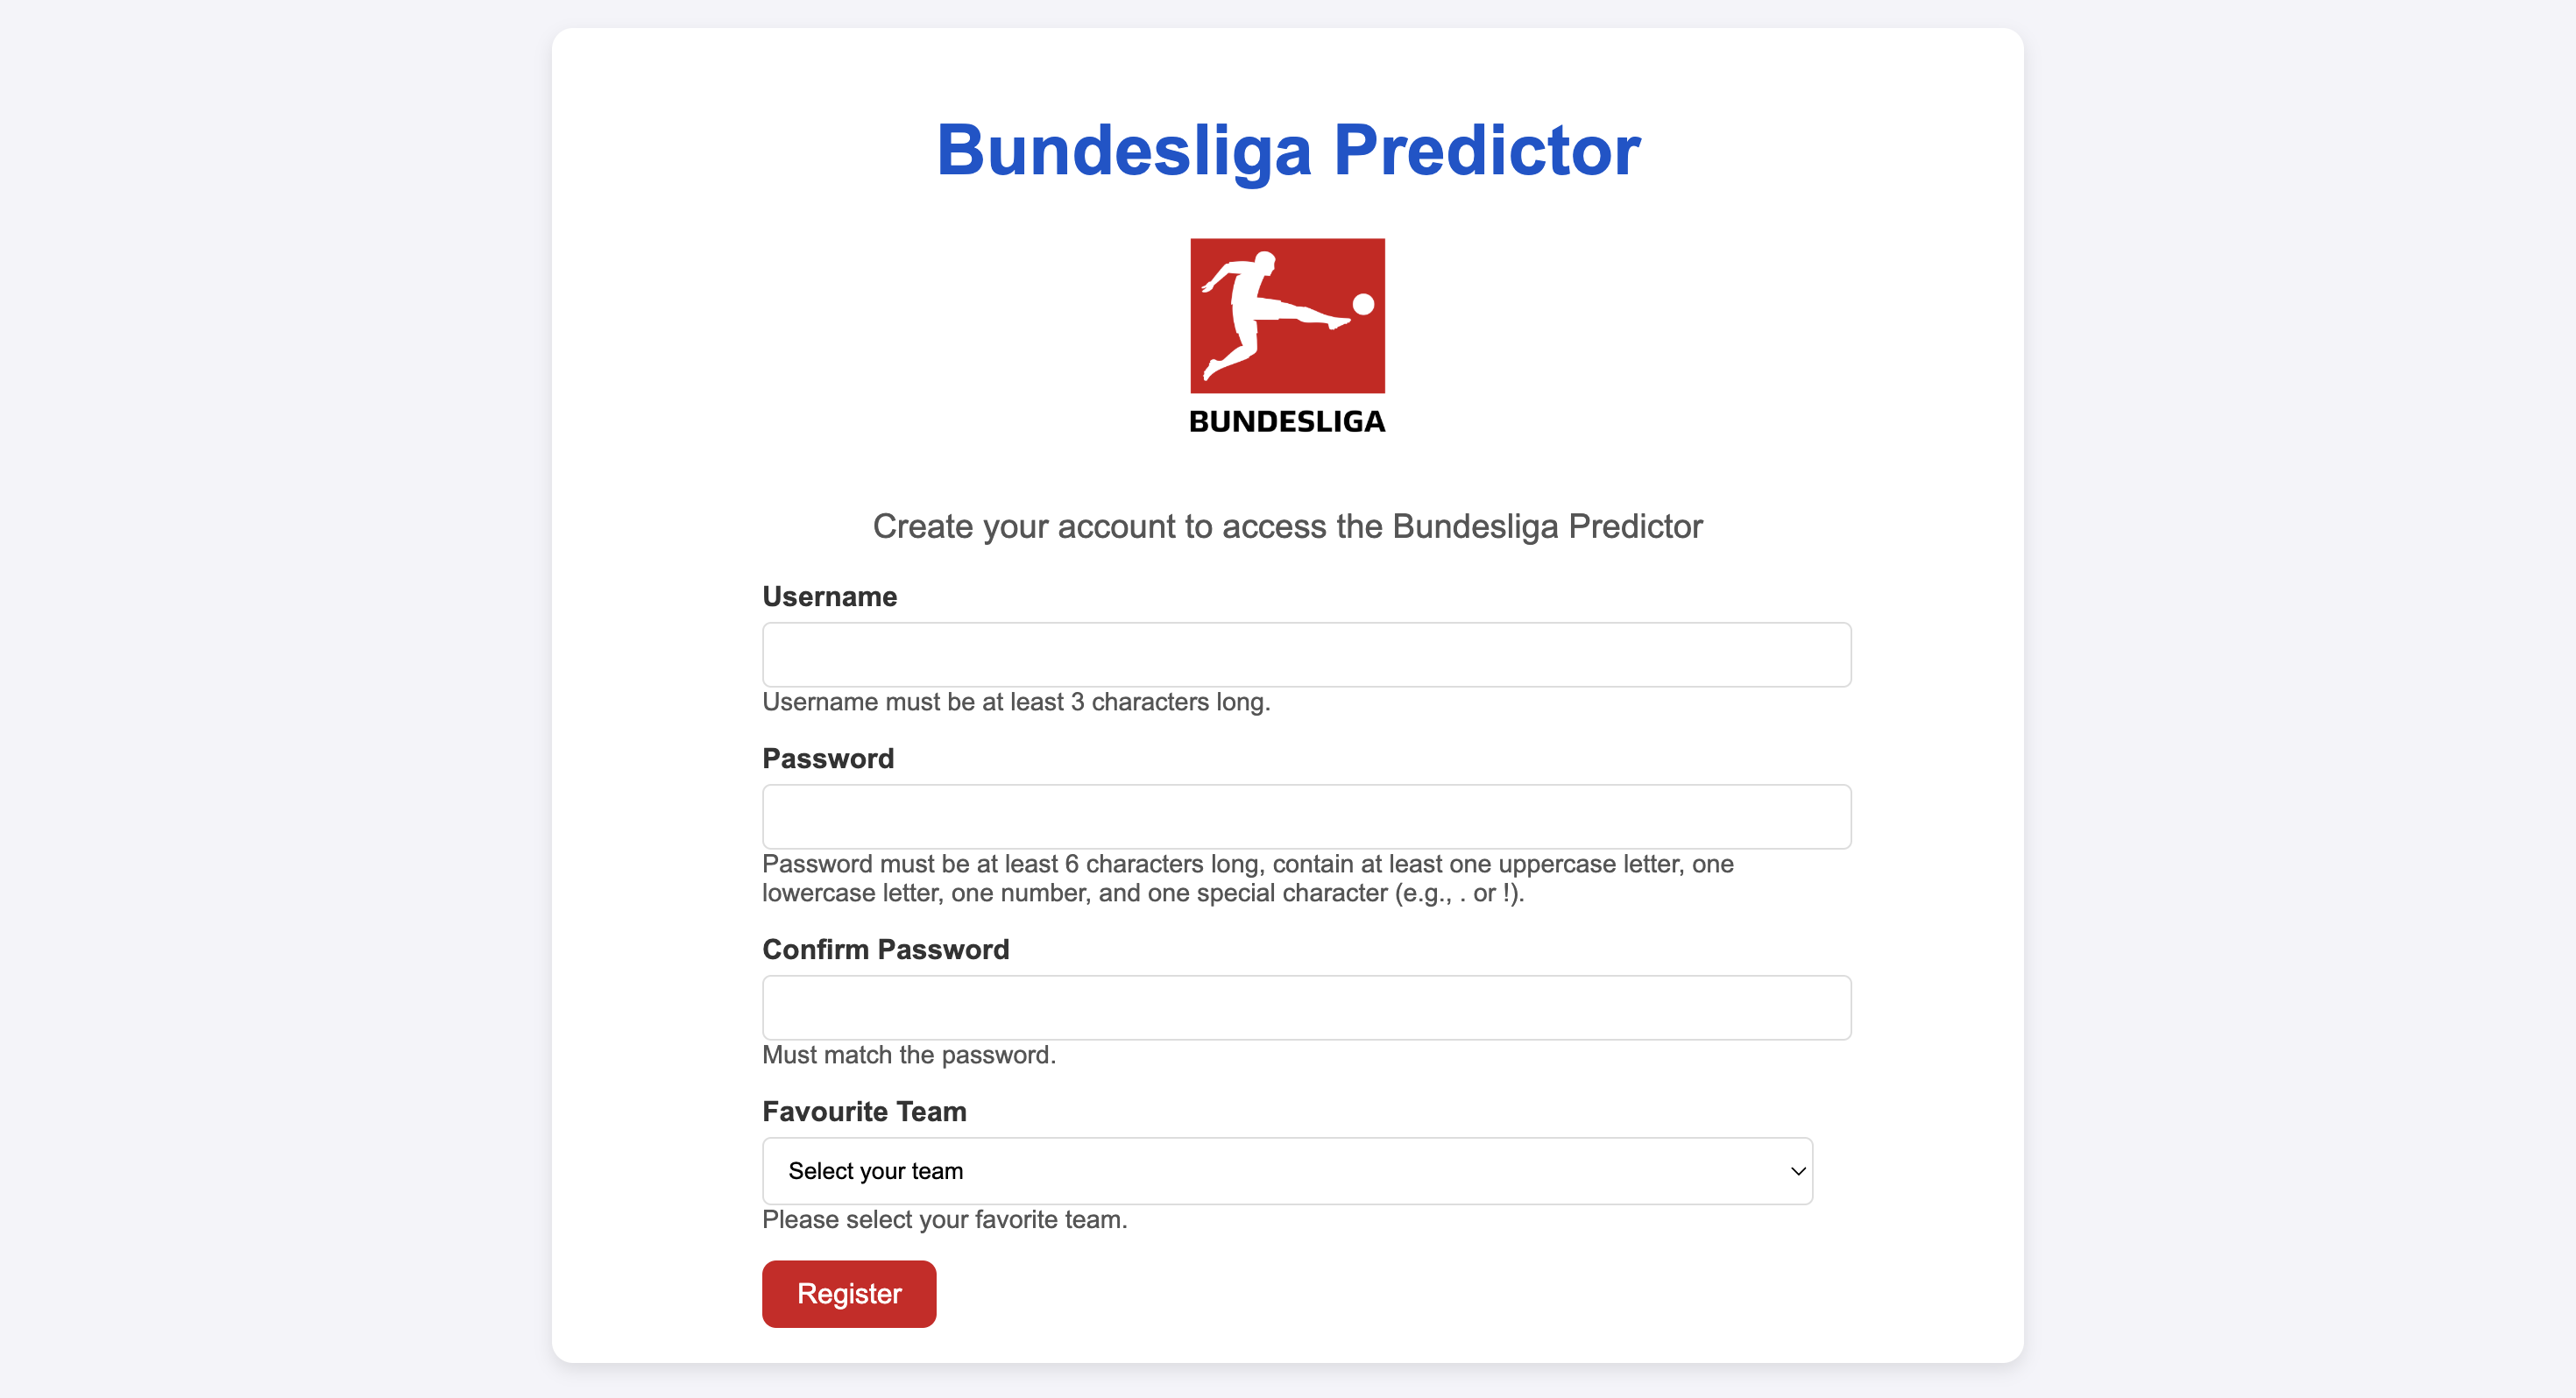 Bundesliga Predictor
BUNDESLIGA
Create your account to access the Bundesliga Predictor
Username
Username must be at least 3 characters long.
Password
Password must be at least 6 characters long, contain at least one uppercase letter, one
lowercase letter, one number, and one special character (e.g., . or !).
Confirm Password
Must match the password.
Favourite Team
Select your team
Please select your favorite team.
Register